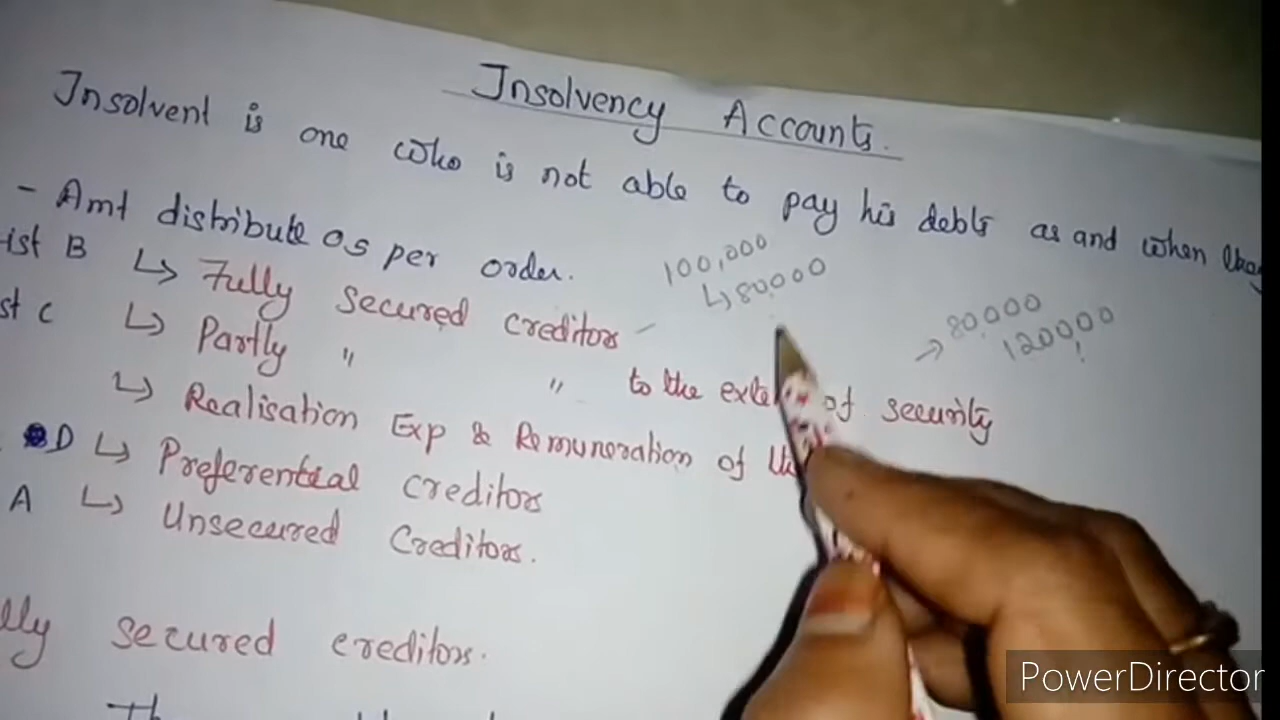 Insolvency Accounts.
Insolvent is one who is not able to pay his debts as and when
- Amt distribute as per order.
100,000
↳ 80000
80,000
→ 120000
ist B ↳ Fully secured creditors
st C ↳ Partly " " to the of security
↳ Realisation Exp & Remuneration of
D ↳ Preferential creditors
A ↳ Unsecured Creditors.
lly secured creditors.
PowerDirector